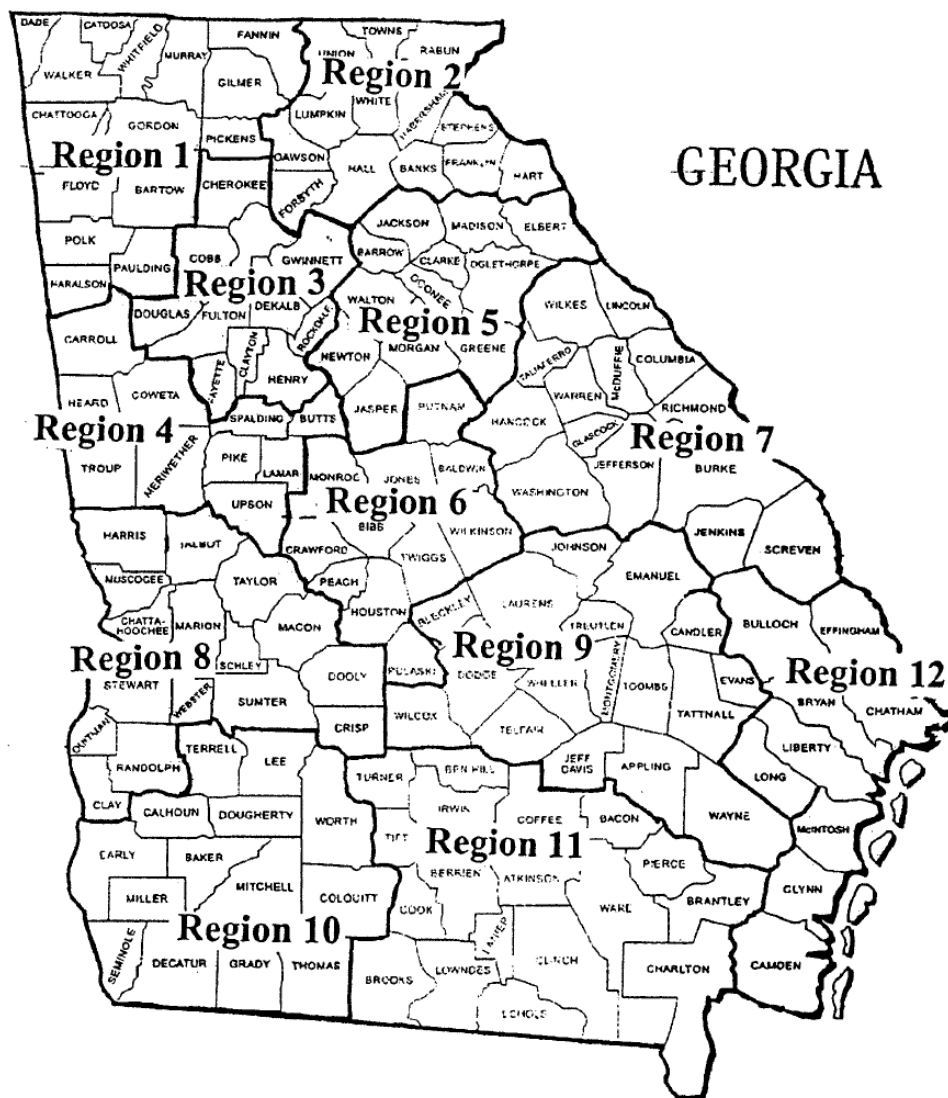 GEORGIA
DADE
CATOOSA
WHITFIELD
MURRAY
FANNIN
TOWNS
UNION
RABUN
WALKER
GILMER
Region 2
WHITE
HABERSHAM
LUMPKIN
STEPHENS
CHATTOOGA
GORDON
PICKENS
DAWSON
HALL
BANKS
FRANKLIN
HART
Region 1
FLOYD
BARTOW
CHEROKEE
FORSYTH
JACKSON
MADISON
ELBERT
POLK
PAULDING
COBB
GWINNETT
BARROW
CLARKE
OGLETHORPE
OCONEE
HARALSON
Region 3
DEKALB
DOUGLAS
FULTON
ROCKDALE
WALTON
WILKES
LINCOLN
Region 5
CARROLL
CLAYTON
FAYETTE
HENRY
NEWTON
MORGAN
GREENE
TALIAFERRO
McDUFFIE
COLUMBIA
HEARD
COWETA
SPALDING
BUTTS
JASPER
PUTNAM
HANCOCK
WARREN
RICHMOND
GLASCOCK
Region 4
Region 7
TROUP
MERIWETHER
PIKE
LAMAR
MONROE
JONES
BALDWIN
JEFFERSON
BURKE
UPSON
Region 6
BIBB
WILKINSON
WASHINGTON
JENKINS
SCREVEN
HARRIS
TALBUT
CRAWFORD
TWIGGS
JOHNSON
EMANUEL
MUSCOGEE
TAYLOR
PEACH
HOUSTON
BLECKLEY
LAURENS
TREUTLEN
CANDLER
BULLOCH
EFFINGHAM
CHATTA-
HOOCHEE
MARION
MACON
Region 8
SCHLEY
DOOLY
PULASKI
Region 9
DODGE
WHEELER
MONTGOMERY
TOOMBS
EVANS
Region 12
STEWART
WEBSTER
SUMTER
CRISP
WILCOX
TELFAIR
TATTNALL
BRYAN
CHATHAM
QUITMAN
RANDOLPH
TERRELL
LEE
TURNER
BEN HILL
JEFF
DAVIS
APPLING
LONG
LIBERTY
CLAY
CALHOUN
DOUGHERTY
WORTH
IRWIN
COFFEE
BACON
WAYNE
McINTOSH
EARLY
BAKER
TIFT
Region 11
PIERCE
MILLER
MITCHELL
COLQUITT
BERRIEN
ATKINSON
WARE
BRANTLEY
GLYNN
COOK
LANIER
Region 10
SEMINOLE
DECATUR
GRADY
THOMAS
BROOKS
LOWNDES
CLINCH
CHARLTON
CAMDEN
ECHOLS